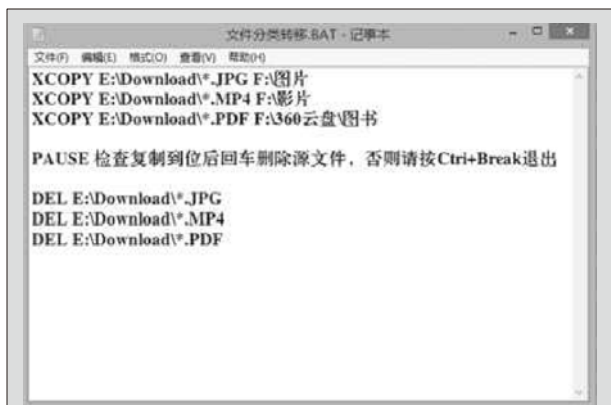 文件分类转移.BAT - 记事本
文件(F) 编辑(E) 格式(O) 查看(V) 帮助(H)
XCOPY E:\Download\*.JPG F:\图片
XCOPY E:\Download\*.MP4 F:\影片
XCOPY E:\Download\*.PDF F:\360云盘\图书
PAUSE 检查复制到位后回车删除源文件，否则请按Ctri+Break退出
DEL E:\Download\*.JPG
DEL E:\Download\*.MP4
DEL E:\Download\*.PDF